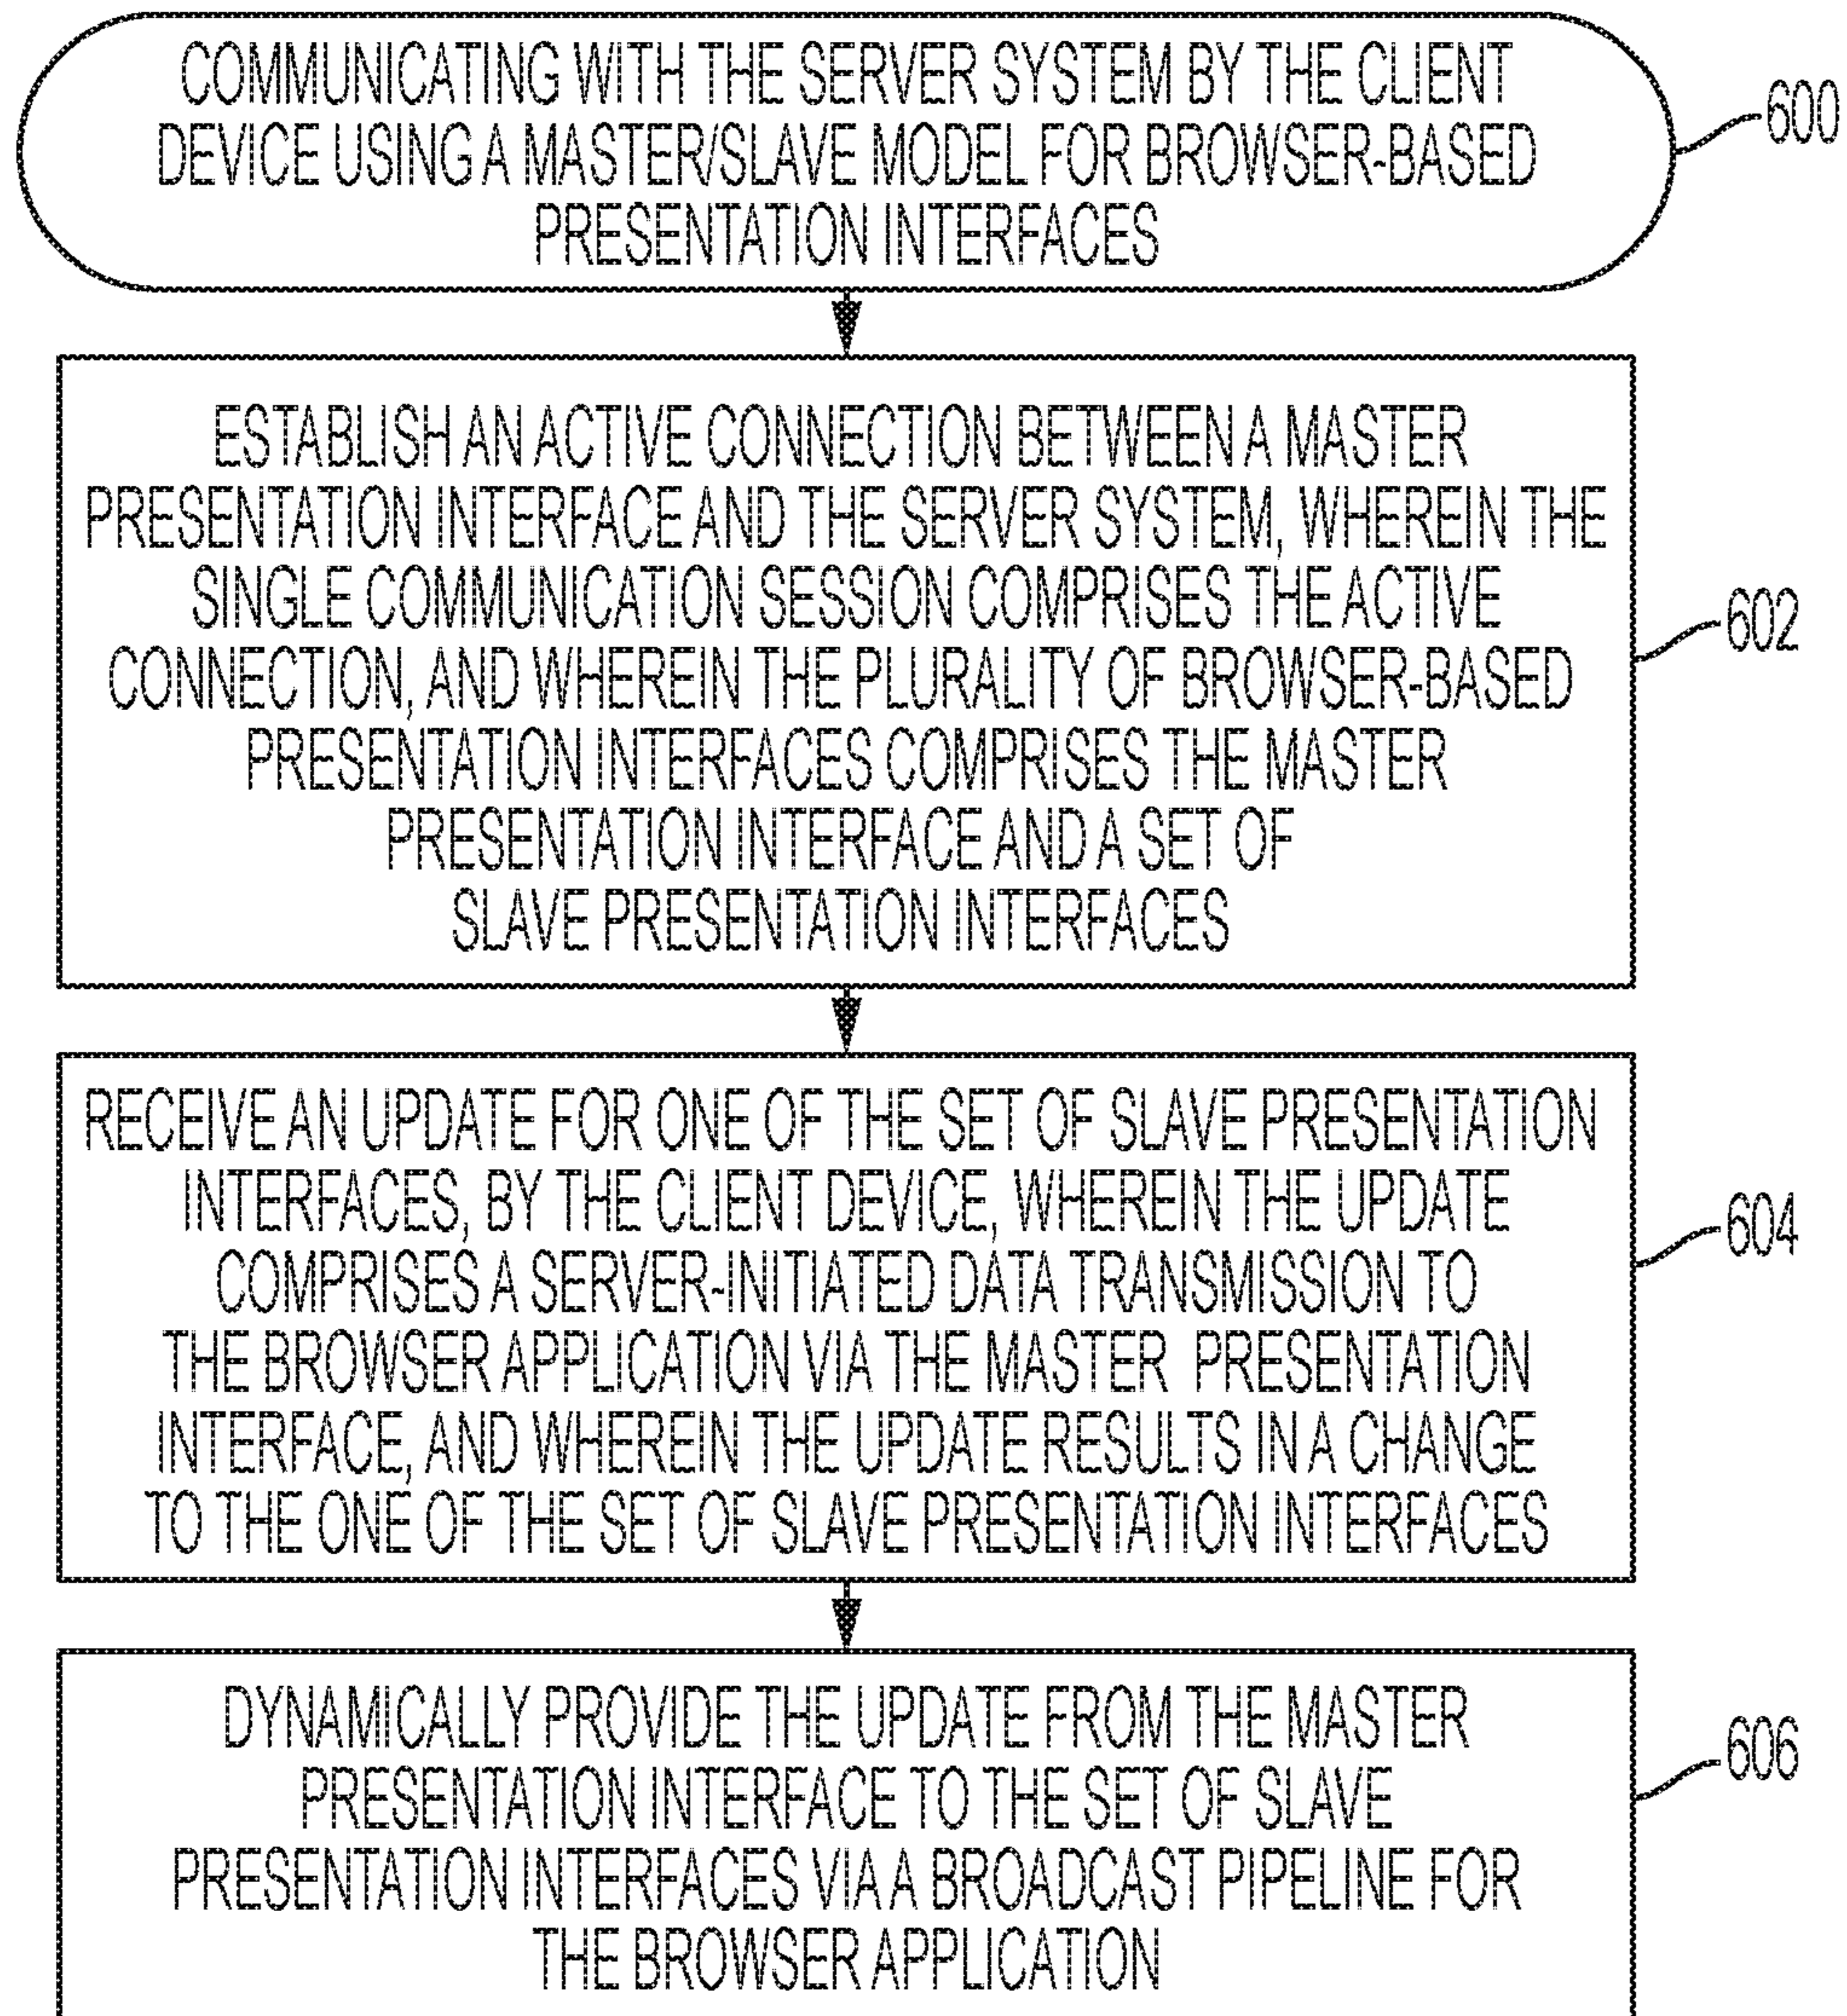 COMMUNICATING WITH THE SERVER SYSTEM BY THE CLIENT
DEVICE USING A MASTER/SLAVE MODEL FOR BROWSER-BASED
PRESENTATION INTERFACES
600
ESTABLISH AN ACTIVE CONNECTION BETWEEN A MASTER
PRESENTATION INTERFACE AND THE SERVER SYSTEM, WHEREIN THE
SINGLE COMMUNICATION SESSION COMPRISES THE ACTIVE
CONNECTION, AND WHEREIN THE PLURALITY OF BROWSER-BASED
PRESENTATION INTERFACES COMPRISES THE MASTER
PRESENTATION INTERFACE AND A SET OF
SLAVE PRESENTATION INTERFACES
602
RECEIVE AN UPDATE FOR ONE OF THE SET OF SLAVE PRESENTATION
INTERFACES, BY THE CLIENT DEVICE, WHEREIN THE UPDATE
COMPRISES A SERVER-INITIATED DATA TRANSMISSION TO
THE BROWSER APPLICATION VIA THE MASTER PRESENTATION
INTERFACE, AND WHEREIN THE UPDATE RESULTS IN A CHANGE
TO THE ONE OF THE SET OF SLAVE PRESENTATION INTERFACES
604
DYNAMICALLY PROVIDE THE UPDATE FROM THE MASTER
PRESENTATION INTERFACE TO THE SET OF SLAVE
PRESENTATION INTERFACES VIA A BROADCAST PIPELINE FOR
THE BROWSER APPLICATION
606